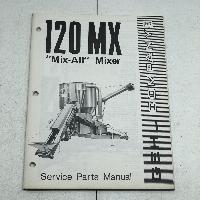 120 MX
"Mix-All" Mixer
GEHL
Service Parts Manual